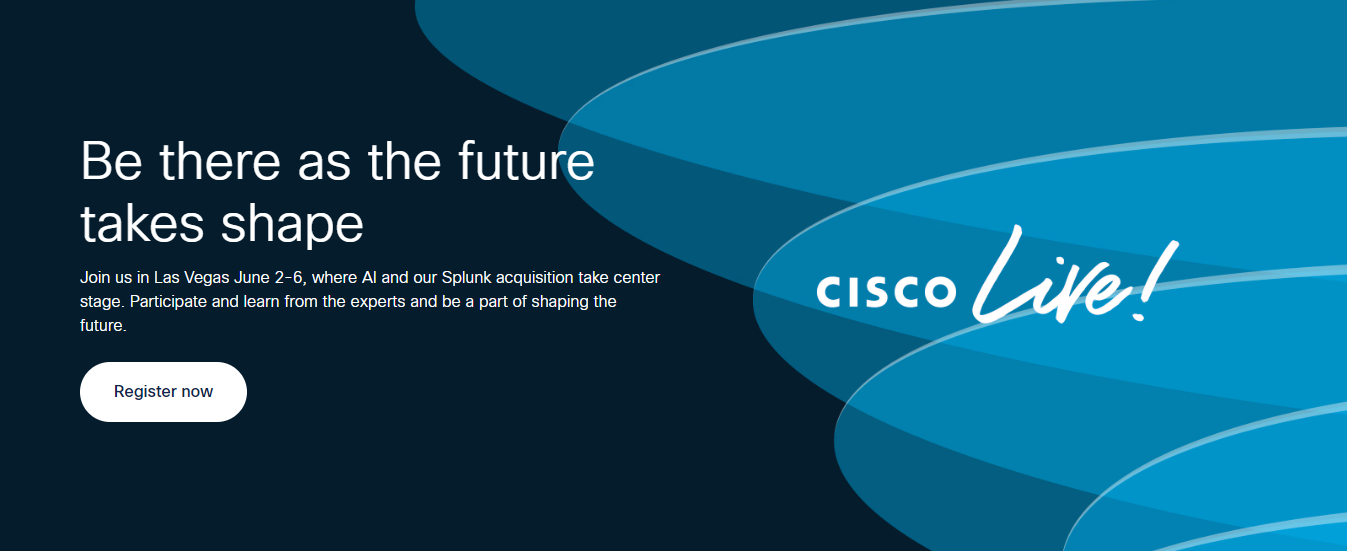 Be there as the future
takes shape
Join us in Las Vegas June 2-6, where AI and our Splunk acquisition take center
stage. Participate and learn from the experts and be a part of shaping the
future.
Register now
CISCO Live!